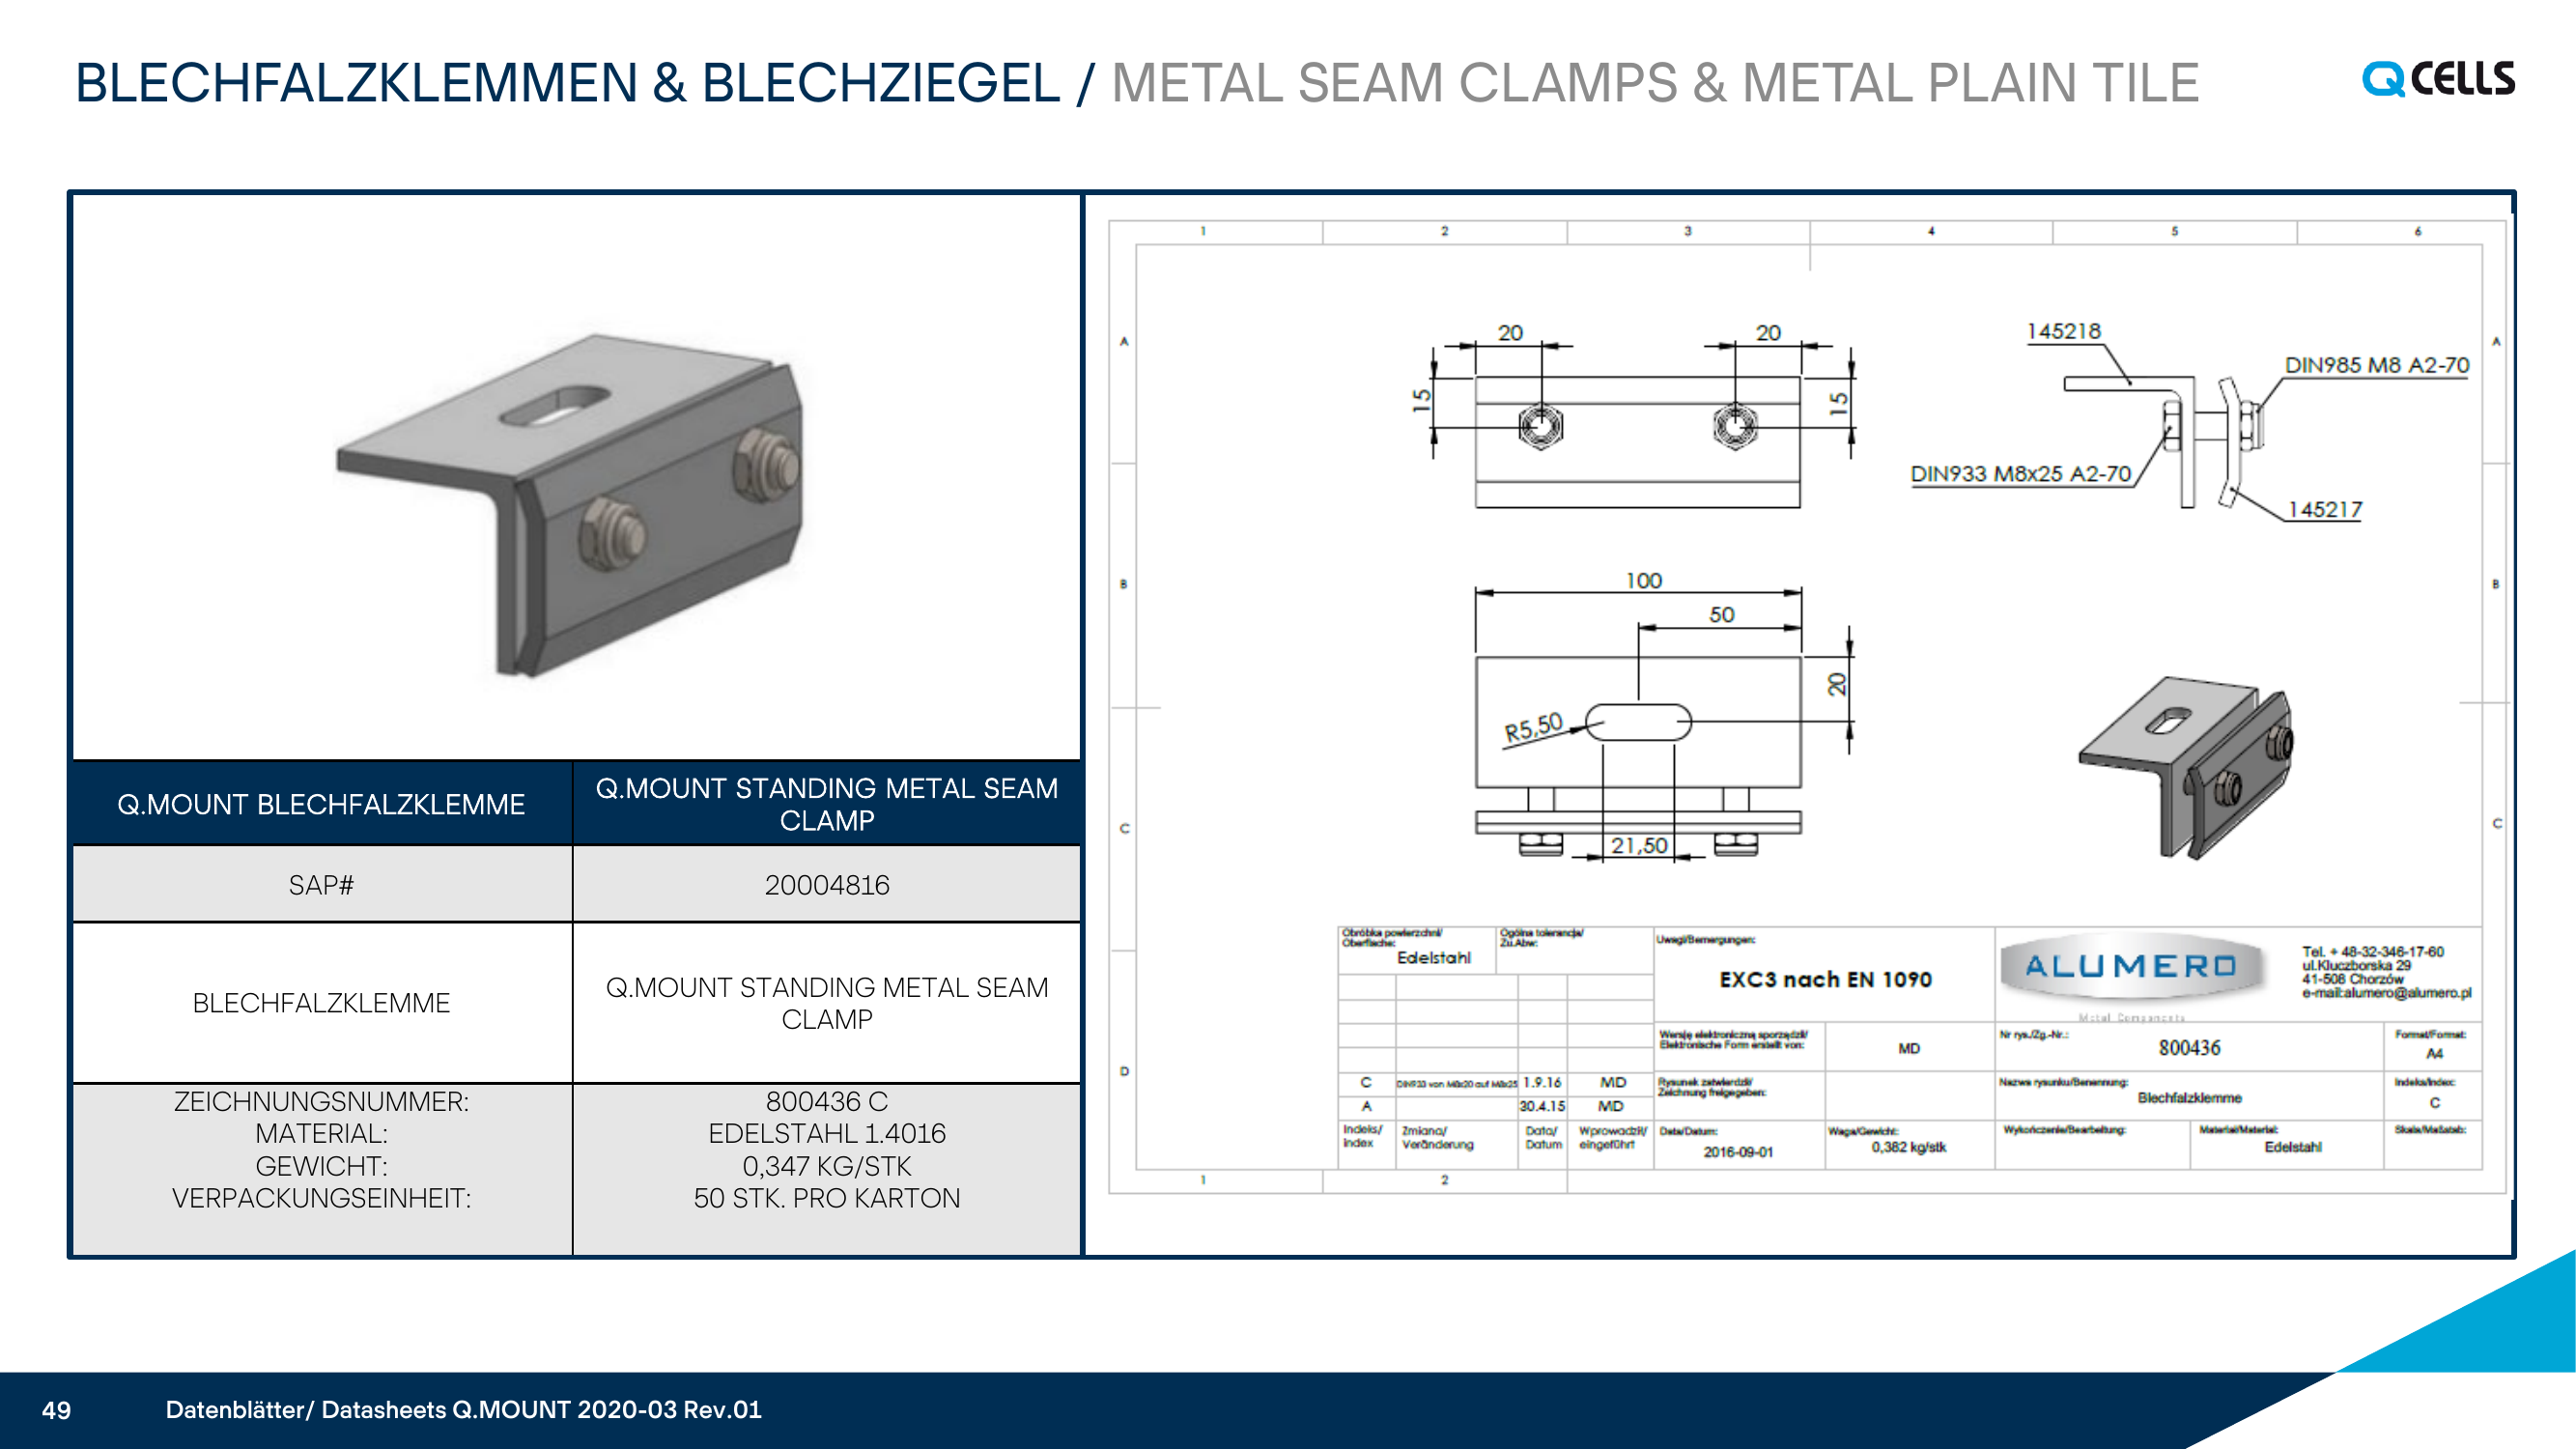 BLECHFALZKLEMMEN & BLECHZIEGEL / METAL SEAM CLAMPS & METAL PLAIN TILE
Q CELLS
Q.MOUNT BLECHFALZKLEMME
Q.MOUNT STANDING METAL SEAM
CLAMP
SAP#
20004816
BLECHFALZKLEMME
Q.MOUNT STANDING METAL SEAM
CLAMP
ZEICHNUNGSNUMMER:
800436 C
MATERIAL:
EDELSTAHL 1.4016
GEWICHT:
0,347 KG/STK
VERPACKUNGSEINHEIT:
50 STK. PRO KARTON
1 2 3 4 5 6
A A
B B
C C
D
1 2
20 20
15 15
145218
DIN985 M8 A2-70
DIN933 M8x25 A2-70
145217
100
50
20
R5,50
21,50
Obróbka powierzchni/
Oberfläche:
Edelstahl
Ogólna tolerancja/
Zu.Abw:
Uwagi/Bemergungen:
EXC3 nach EN 1090
ALUMERO
Metal Components
Tel. + 48-32-346-17-60
ul.Kluczborska 29
41-508 Chorzów
e-mail:alumero@alumero.pl
Wersję elektroniczną sporządził/
Elektronische Form erstellt von:
MD
Nr rys./Zg.-Nr.:
800436
Format/Format:
A4
C DIN933 von M8x20 auf M8x25 1.9.16 MD
A 30.4.15 MD
Rysunek zatwierdził/
Zeichnung freigegeben:
Nazwa rysunku/Benennung:
Blechfalzklemme
Indeks/Index:
C
Indeks/
Index
Zmiana/
Veränderung
Data/
Datum
Wprowadził/
eingeführt
Data/Datum:
2016-09-01
Waga/Gewicht:
0,382 kg/stk
Wykończenie/Bearbeitung:
Materiał/Material:
Edelstahl
Skala/Maßstab:
49
Datenblätter/ Datasheets Q.MOUNT 2020-03 Rev.01